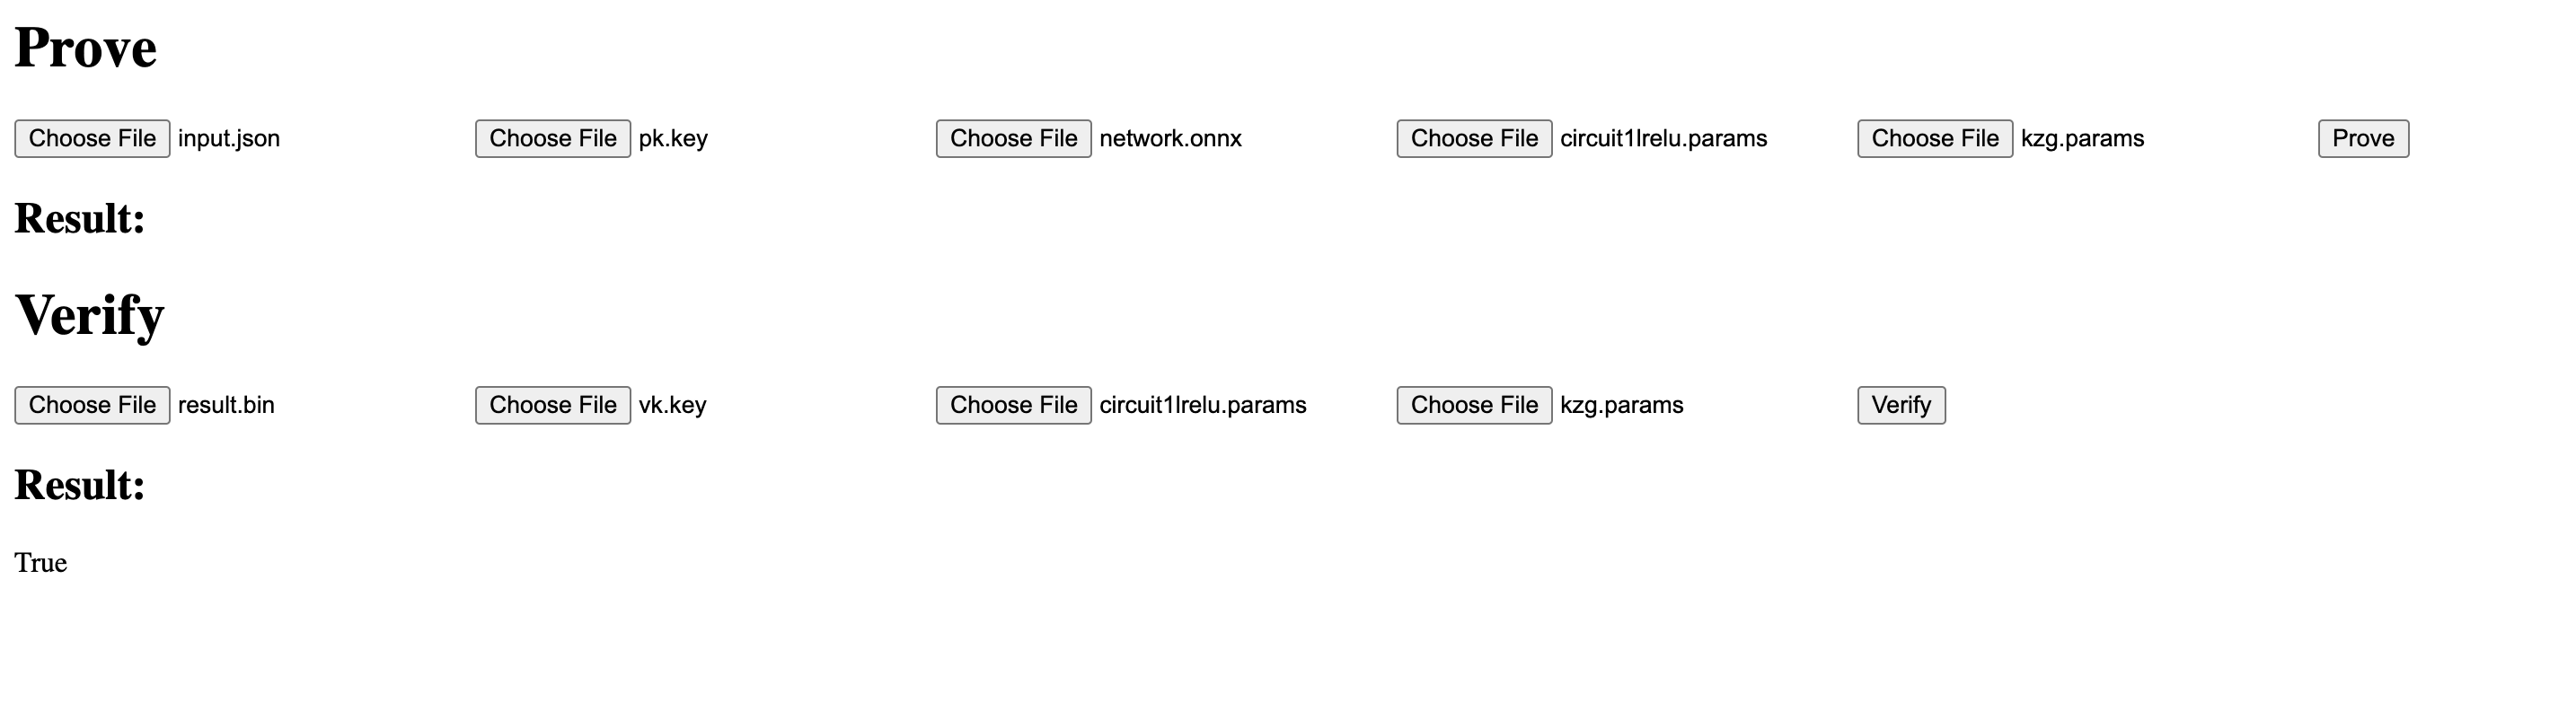 Prove
Choose File input.json Choose File pk.key Choose File network.onnx Choose File circuit1lrelu.params Choose File kzg.params Prove
Result:
Verify
Choose File result.bin Choose File vk.key Choose File circuit1lrelu.params Choose File kzg.params Verify
Result:
True